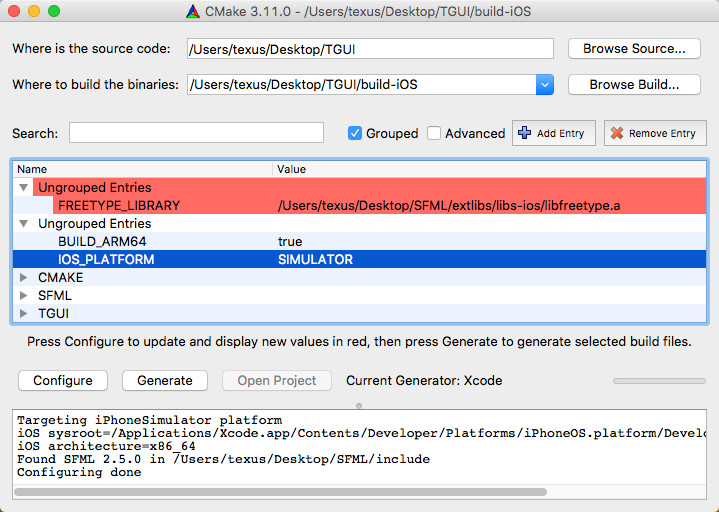 CMake 3.11.0 - /Users/texus/Desktop/TGUI/build-iOS
Where is the source code: /Users/texus/Desktop/TGUI Browse Source...
Where to build the binaries: /Users/texus/Desktop/TGUI/build-iOS Browse Build...
Search: Grouped Advanced Add Entry Remove Entry
Name Value
Ungrouped Entries
FREETYPE_LIBRARY /Users/texus/Desktop/SFML/extlibs/libs-ios/libfreetype.a
Ungrouped Entries
BUILD_ARM64 true
IOS_PLATFORM SIMULATOR
CMAKE
SFML
TGUI
Press Configure to update and display new values in red, then press Generate to generate selected build files.
Configure Generate Open Project Current Generator: Xcode
Targeting iPhoneSimulator platform
iOS sysroot=/Applications/Xcode.app/Contents/Developer/Platforms/iPhoneOS.platform/Develo
iOS architecture=x86_64
Found SFML 2.5.0 in /Users/texus/Desktop/SFML/include
Configuring done